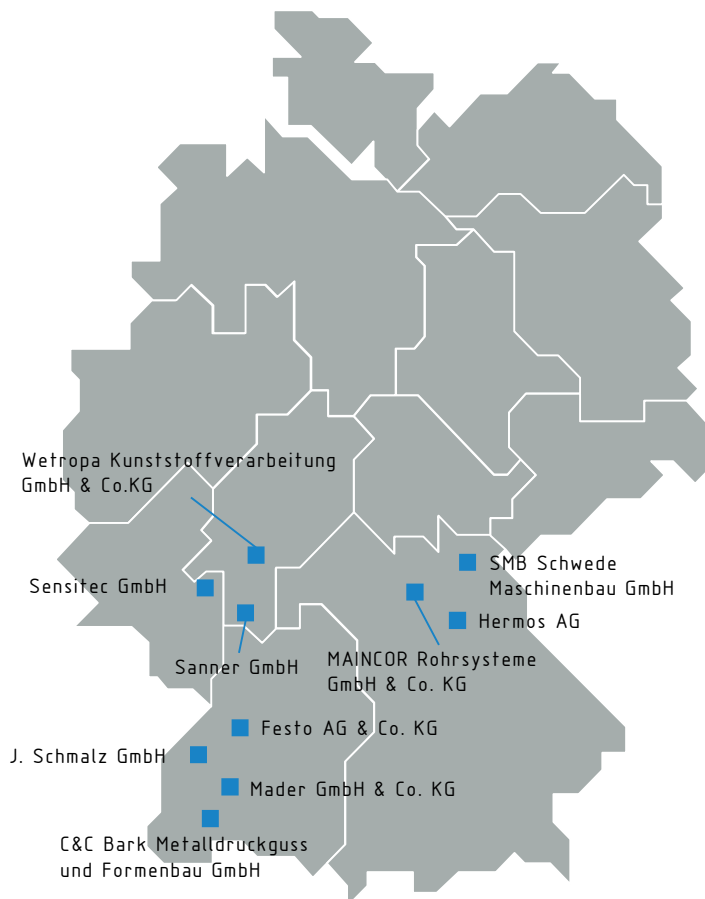 Wetropa Kunststoffverarbeitung
GmbH & Co.KG
SMB Schwede
Maschinenbau GmbH
Sensitec GmbH
Hermos AG
MAINCOR Rohrsysteme
GmbH & Co. KG
Sanner GmbH
Festo AG & Co. KG
J. Schmalz GmbH
Mader GmbH & Co. KG
C&C Bark Metalldruckguss
und Formenbau GmbH